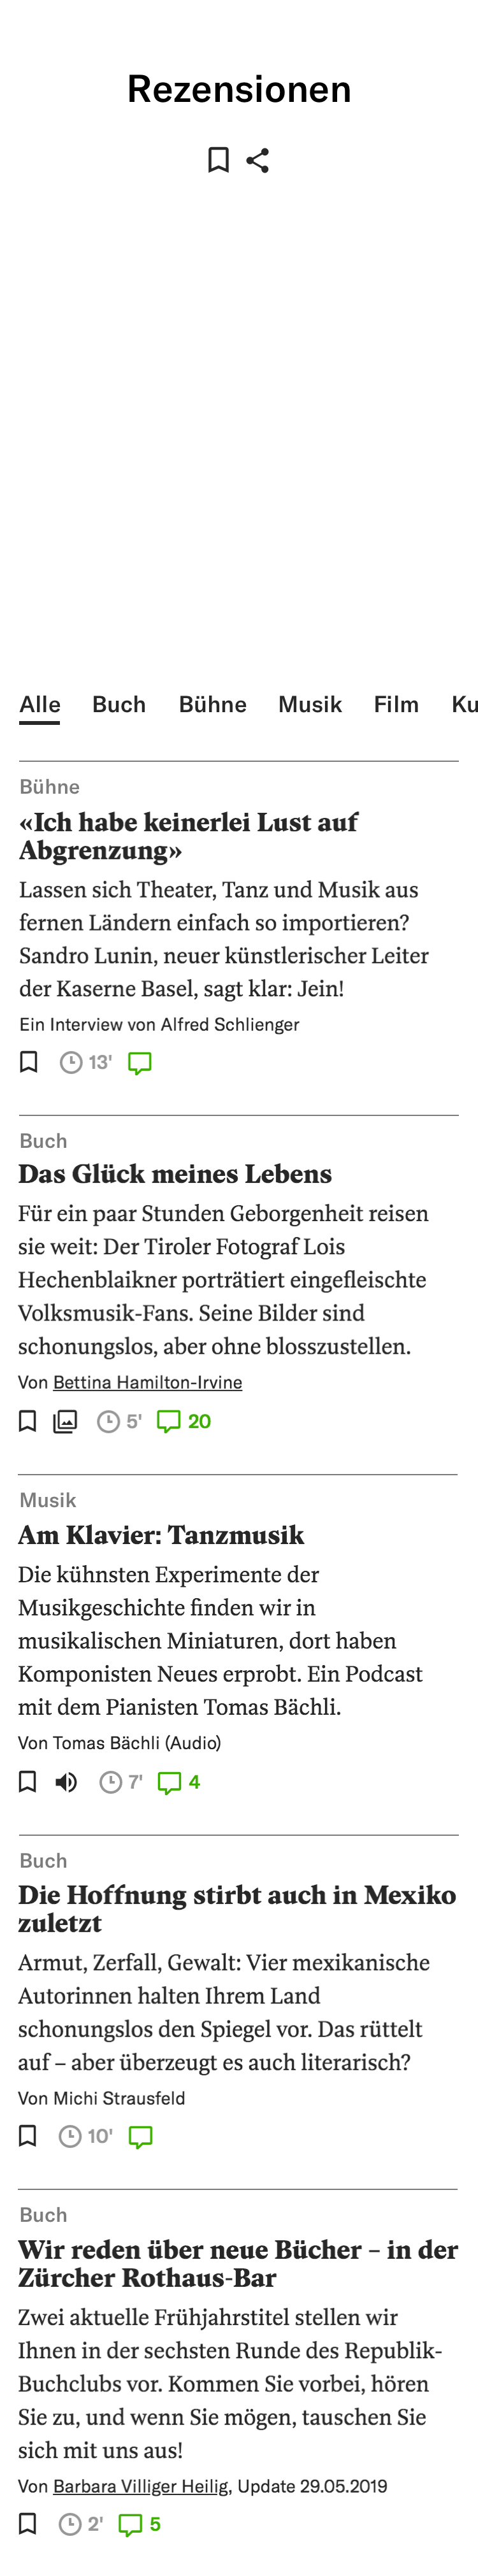 Rezensionen
Alle Buch Bühne Musik Film Ku
Bühne
«Ich habe keinerlei Lust auf
Abgrenzung»
Lassen sich Theater, Tanz und Musik aus
fernen Ländern einfach so importieren?
Sandro Lunin, neuer künstlerischer Leiter
der Kaserne Basel, sagt klar: Jein!
Ein Interview von Alfred Schlienger
13'
Buch
Das Glück meines Lebens
Für ein paar Stunden Geborgenheit reisen
sie weit: Der Tiroler Fotograf Lois
Hechenblaikner porträtiert eingefleischte
Volksmusik-Fans. Seine Bilder sind
schonungslos, aber ohne blosszustellen.
Von Bettina Hamilton-Irvine
5' 20
Musik
Am Klavier: Tanzmusik
Die kühnsten Experimente der
Musikgeschichte finden wir in
musikalischen Miniaturen, dort haben
Komponisten Neues erprobt. Ein Podcast
mit dem Pianisten Tomas Bächli.
Von Tomas Bächli (Audio)
7' 4
Buch
Die Hoffnung stirbt auch in Mexiko
zuletzt
Armut, Zerfall, Gewalt: Vier mexikanische
Autorinnen halten Ihrem Land
schonungslos den Spiegel vor. Das rüttelt
auf – aber überzeugt es auch literarisch?
Von Michi Strausfeld
10'
Buch
Wir reden über neue Bücher – in der
Zürcher Rothaus-Bar
Zwei aktuelle Frühjahrstitel stellen wir
Ihnen in der sechsten Runde des Republik-
Buchclubs vor. Kommen Sie vorbei, hören
Sie zu, und wenn Sie mögen, tauschen Sie
sich mit uns aus!
Von Barbara Villiger Heilig, Update 29.05.2019
2' 5